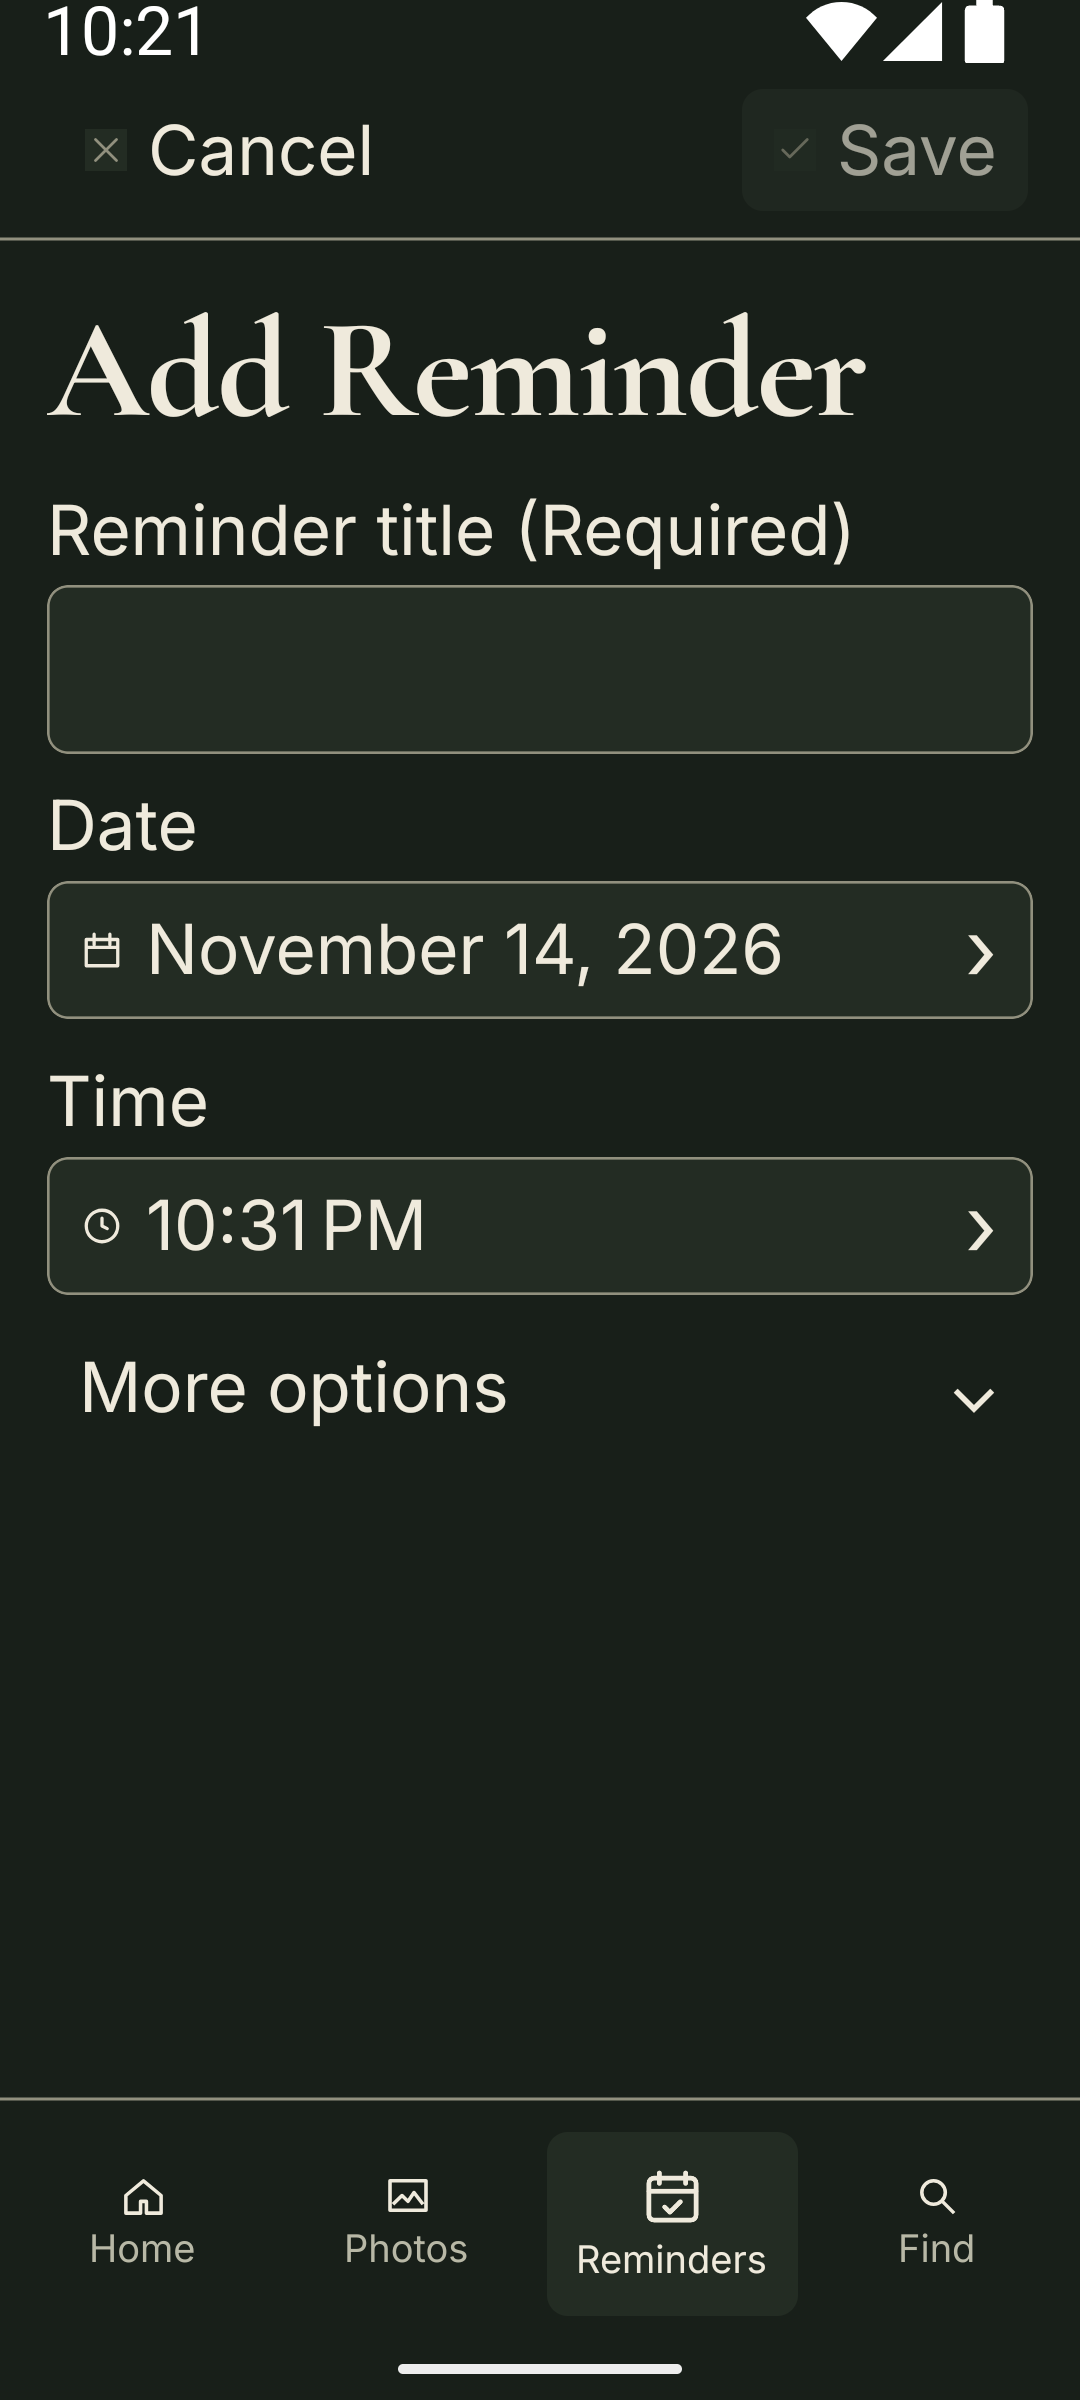 10:21
Cancel
Save
Add Reminder
Reminder title (Required)
Date
November 14, 2026
Time
10:31 PM
More options
Home
Photos
Reminders
Find